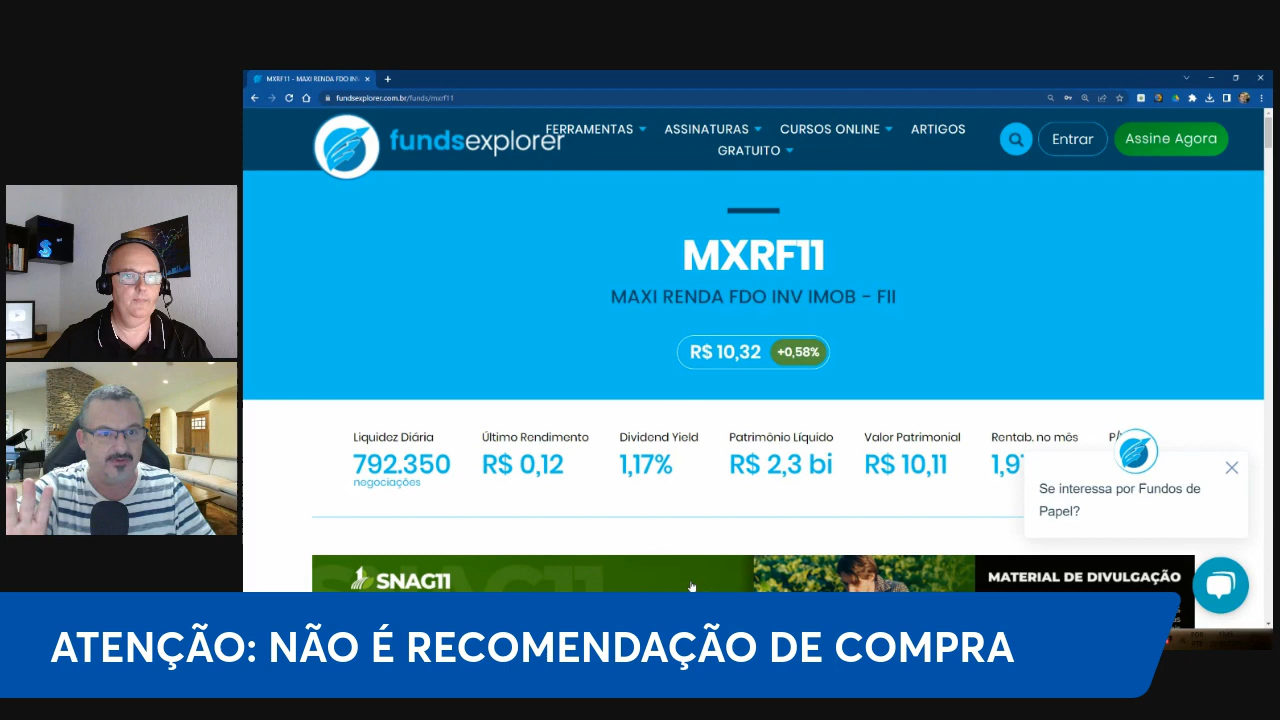 MXRF11 - MAXI RENDA FDO INV
fundsexplorer.com.br/funds/mxrf11
fundsexplorer
FERRAMENTAS
ASSINATURAS
CURSOS ONLINE
ARTIGOS
GRATUITO
Entrar
Assine Agora
MXRF11
MAXI RENDA FDO INV IMOB - FII
R$ 10,32 +0,58%
Liquidez Diária
Último Rendimento
Dividend Yield
Patrimônio Líquido
Valor Patrimonial
Rentab. no mês
792.350
R$ 0,12
1,17%
R$ 2,3 bi
R$ 10,11
negociações
Se interessa por Fundos de
Papel?
SNAG11
MATERIAL DE DIVULGAÇÃO
ATENÇÃO: NÃO É RECOMENDAÇÃO DE COMPRA